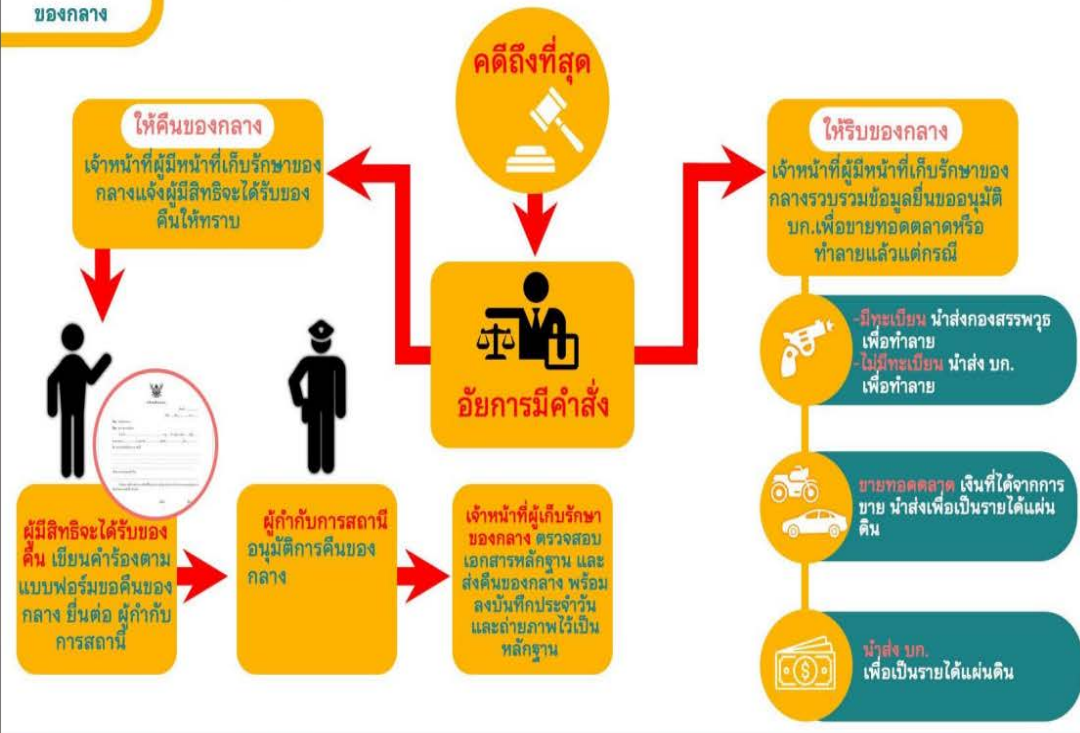 ของกลาง
คดีถึงที่สุด
ให้คืนของกลาง
เจ้าหน้าที่ผู้มีหน้าที่เก็บรักษาของ
กลางแจ้งผู้มีสิทธิจะได้รับของ
คืนให้ทราบ
ให้ริบของกลาง
เจ้าหน้าที่ผู้มีหน้าที่เก็บรักษาของ
กลางรวบรวมข้อมูลยื่นขออนุมัติ
บก.เพื่อขายทอดตลาดหรือ
ทำลายแล้วแต่กรณี
อัยการมีคำสั่ง
-มีทะเบียน นำส่งกองสรรพวุธ
เพื่อทำลาย
-ไม่มีทะเบียน นำส่ง บก.
เพื่อทำลาย
ขายทอดตลาด เงินที่ได้จากการ
ขาย นำส่งเพื่อเป็นรายได้แผ่น
ดิน
นำส่ง บก.
เพื่อเป็นรายได้แผ่นดิน
ผู้มีสิทธิจะได้รับของ
คืน เขียนคำร้องตาม
แบบฟอร์มขอคืนของ
กลาง ยื่นต่อ ผู้กำกับ
การสถานี
ผู้กำกับการสถานี
อนุมัติการคืนของ
กลาง
เจ้าหน้าที่ผู้เก็บรักษา
ของกลาง ตรวจสอบ
เอกสารหลักฐาน และ
ส่งคืนของกลาง พร้อม
ลงบันทึกประจำวัน
และถ่ายภาพไว้เป็น
หลักฐาน